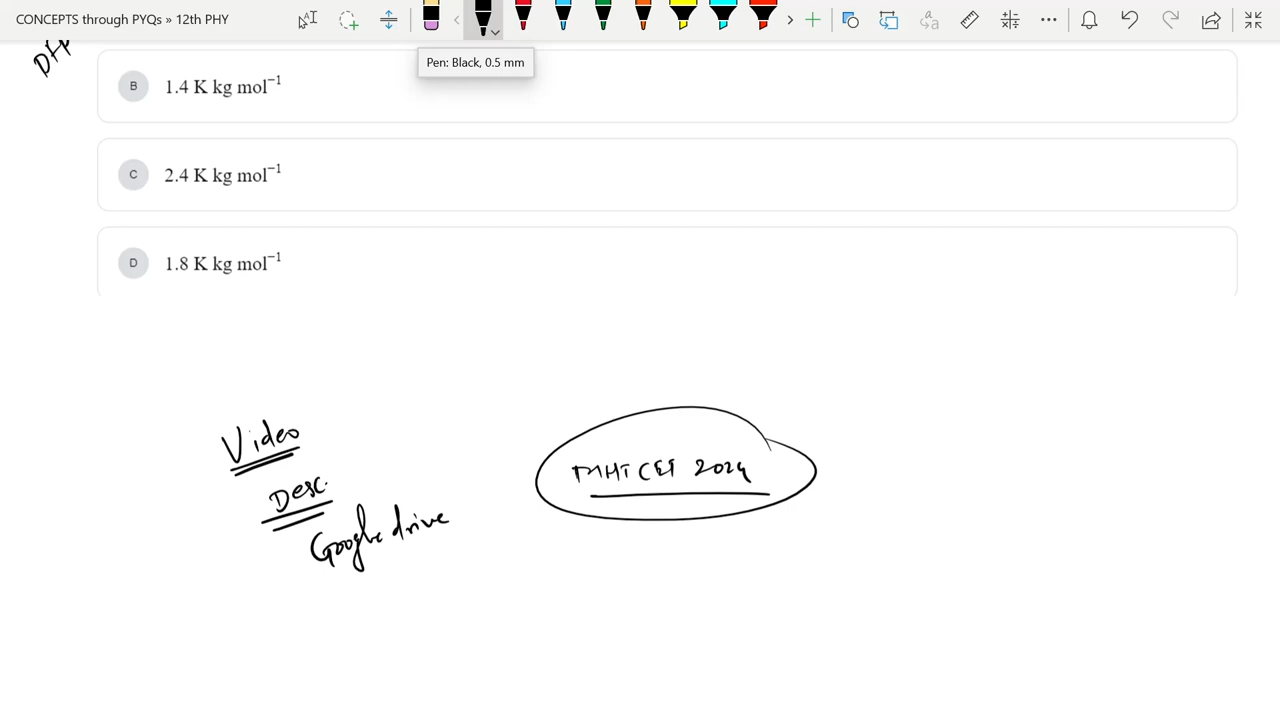 CONCEPTS through PYQs » 12th PHY
Pen: Black, 0.5 mm
B 1.4 K kg mol⁻¹
C 2.4 K kg mol⁻¹
D 1.8 K kg mol⁻¹
Video
Desc.
Google drive
MHT CET 2024